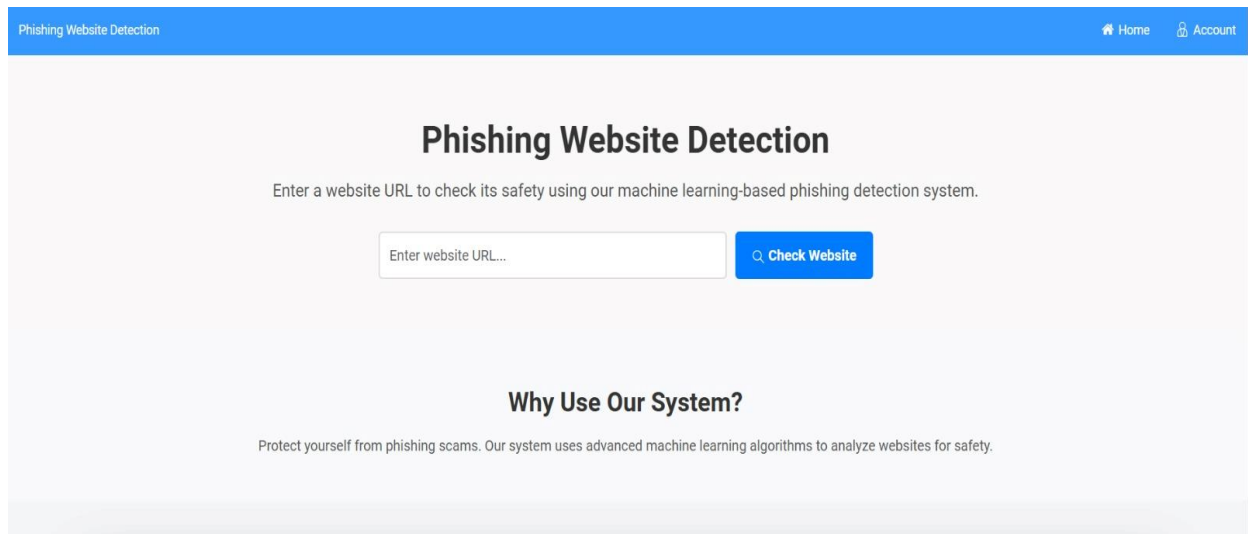 Phishing Website Detection
Home
Account
Phishing Website Detection
Enter a website URL to check its safety using our machine learning-based phishing detection system.
Enter website URL...
Check Website
Why Use Our System?
Protect yourself from phishing scams. Our system uses advanced machine learning algorithms to analyze websites for safety.